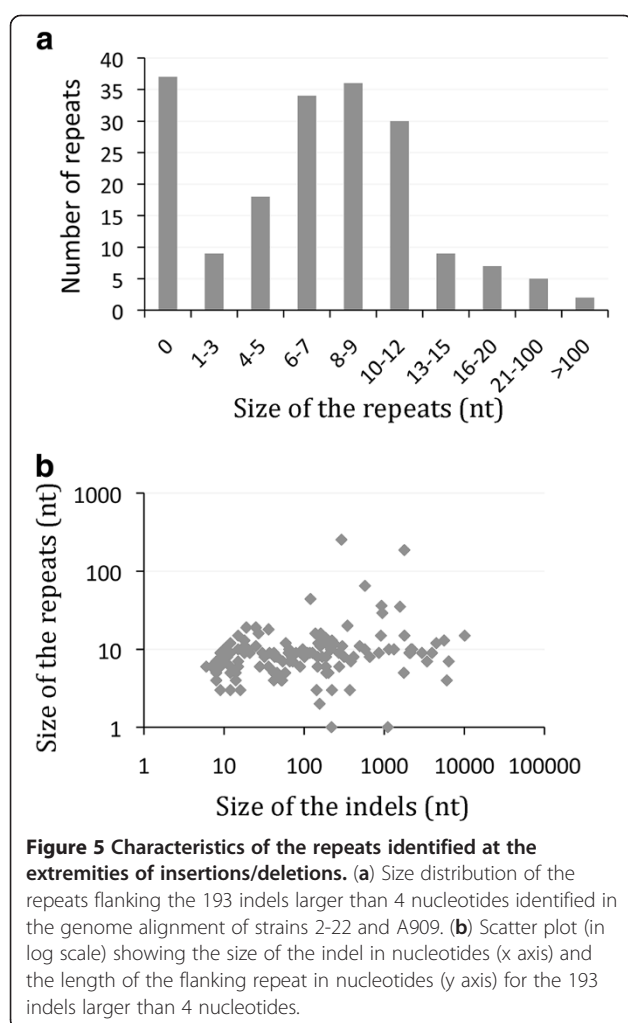 a
40
35
30
25
20
15
10
5
0
Number of repeats
0
1-3
4-5
6-7
8-9
10-12
13-15
16-20
21-100
>100
Size of the repeats (nt)
b
1000
100
10
1
Size of the repeats (nt)
1 10 100 1000 10000 100000
Size of the indels (nt)
Figure 5 Characteristics of the repeats identified at the
extremities of insertions/deletions. (a) Size distribution of the
repeats flanking the 193 indels larger than 4 nucleotides identified in
the genome alignment of strains 2-22 and A909. (b) Scatter plot (in
log scale) showing the size of the indel in nucleotides (x axis) and
the length of the flanking repeat in nucleotides (y axis) for the 193
indels larger than 4 nucleotides.